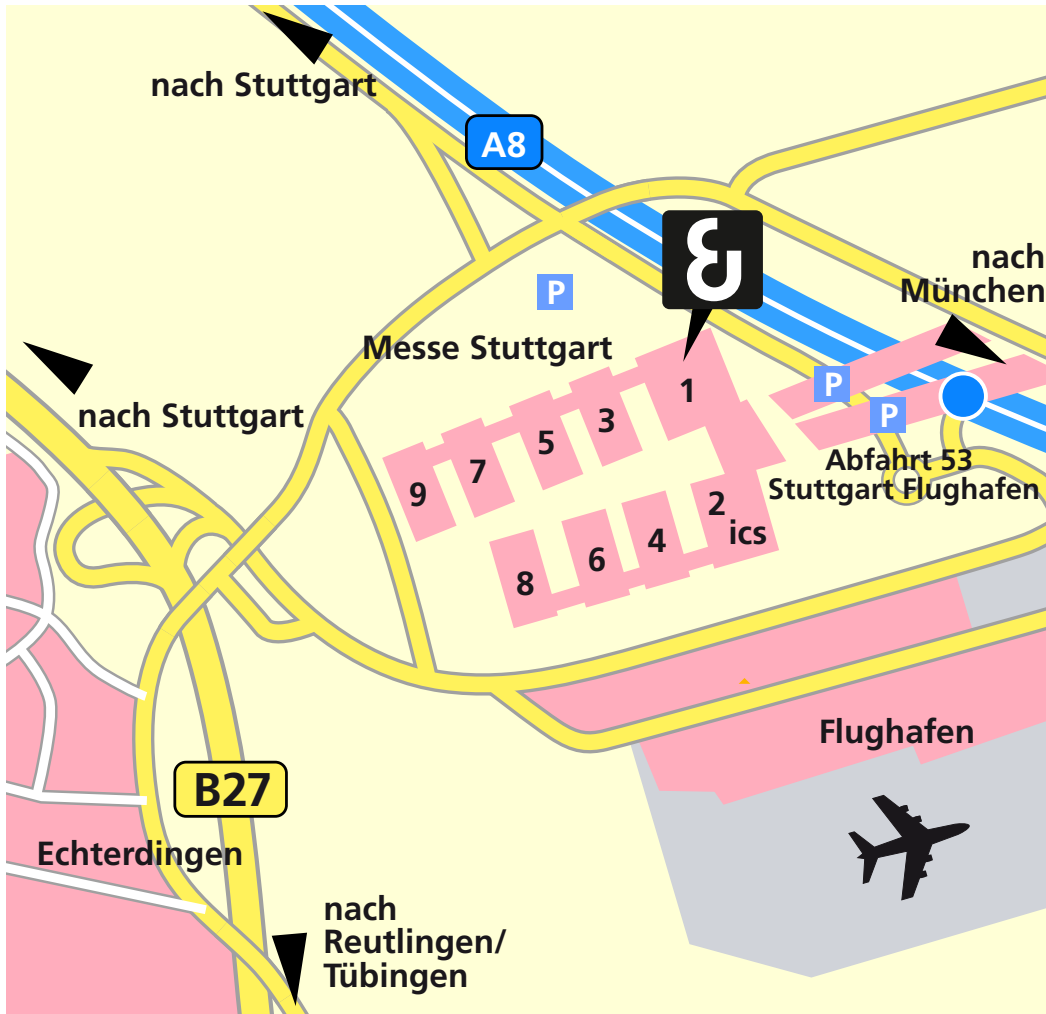 nach Stuttgart
A8
nach
München
P
Messe Stuttgart
nach Stuttgart
1
P
P
3
5
7
9
Abfahrt 53
Stuttgart Flughafen
2
ics
4
6
8
Flughafen
B27
Echterdingen
nach
Reutlingen/
Tübingen